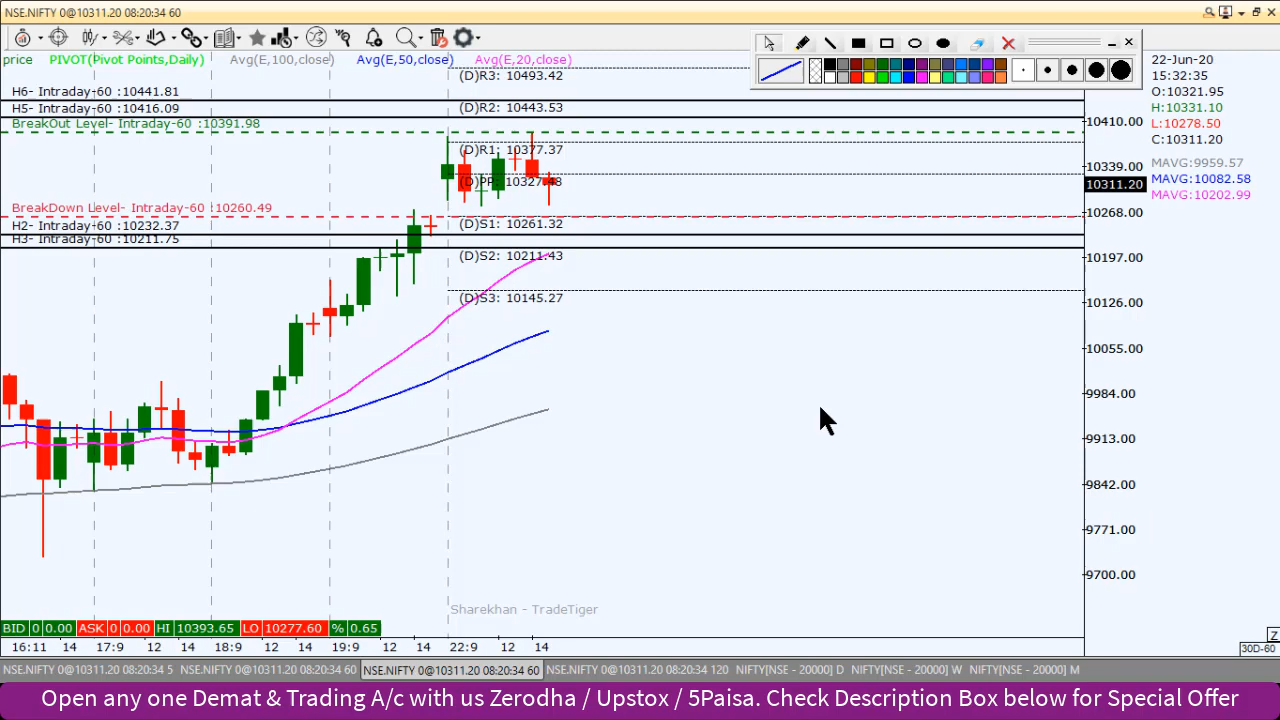 NSE.NIFTY 0@10311.20 08:20:34 60
price PIVOT(Pivot Points,Daily) Avg(E,100,close) Avg(E,50,close) Avg(E,20,close)
22-Jun-20
15:32:35
O:10321.95
H:10331.10
L:10278.50
C:10311.20
MAVG:9959.57
MAVG:10082.58
MAVG:10202.99
(D)R3: 10493.42
H6- Intraday-60 :10441.81
H5- Intraday-60 :10416.09
(D)R2: 10443.53
BreakOut Level- Intraday-60 :10391.98
(D)R1: 10377.37
(D)PP: 10327.48
BreakDown Level- Intraday-60 :10260.49
H2- Intraday-60 :10232.37
(D)S1: 10261.32
H3- Intraday-60 :10211.75
(D)S2: 10211.43
(D)S3: 10145.27
10410.00
10339.00
10311.20
10268.00
10197.00
10126.00
10055.00
9984.00
9913.00
9842.00
9771.00
9700.00
Sharekhan - TradeTiger
BID 0 0.00 ASK 0 0.00 HI 10393.65 LO 10277.60 % 0.65
16:11 14 17:9 12 14 18:9 12 14 19:9 12 14 22:9 12 14
Z
30D-60
NSE.NIFTY 0@10311.20 08:20:34 5 NSE.NIFTY 0@10311.20 08:20:34 60 NSE.NIFTY 0@10311.20 08:20:34 60 NSE.NIFTY 0@10311.20 08:20:34 120 NIFTY[NSE - 20000] D NIFTY[NSE - 20000] W NIFTY[NSE - 20000] M
Open any one Demat & Trading A/c with us Zerodha / Upstox / 5Paisa. Check Description Box below for Special Offer